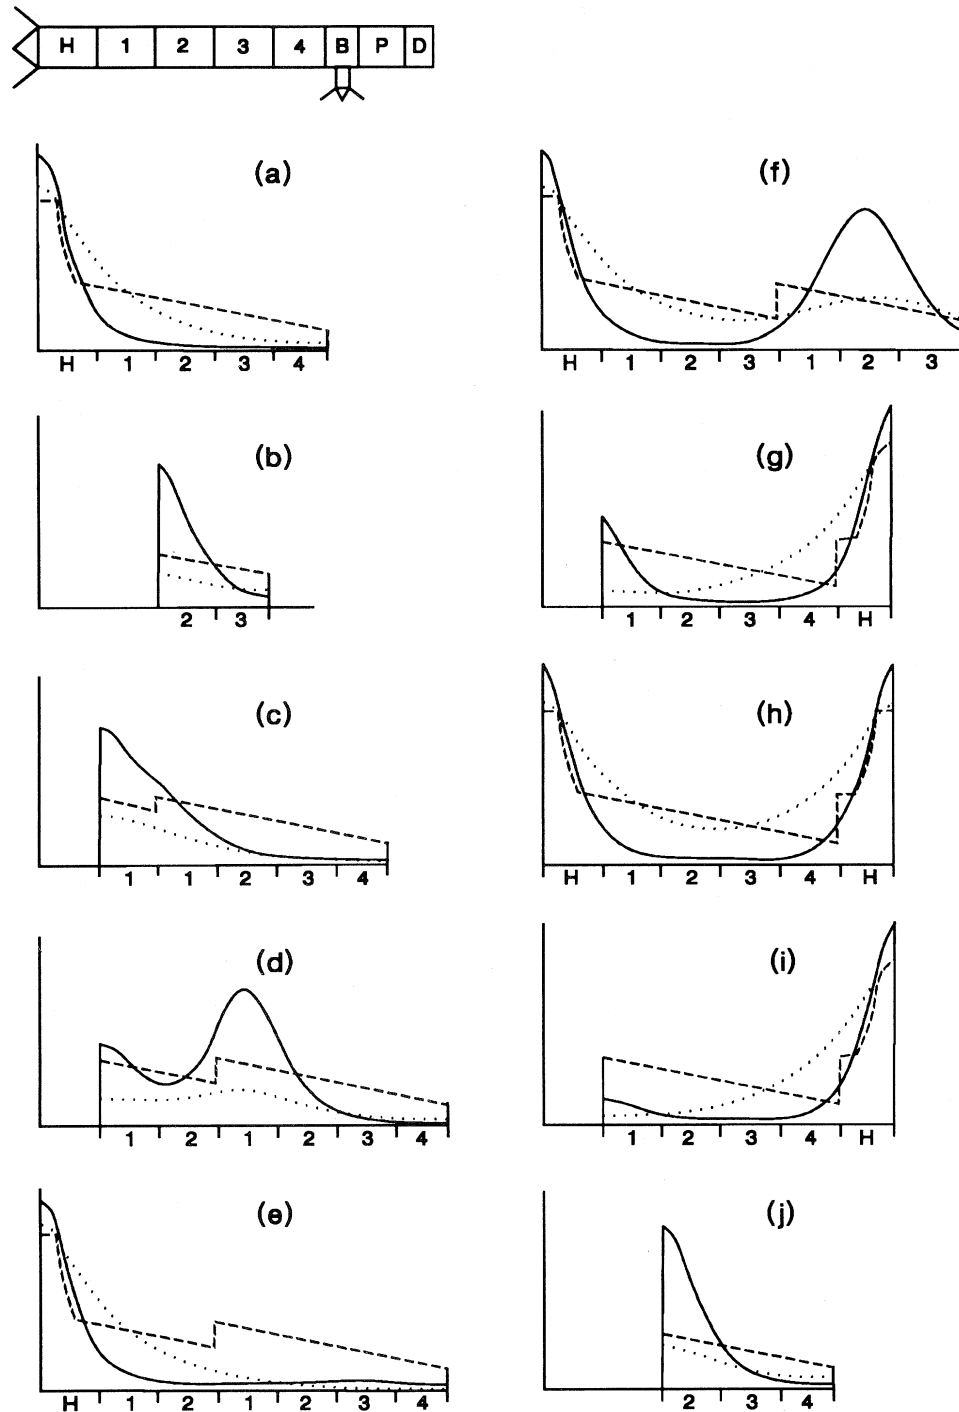 H 1 2 3 4 B P D
(a)
H 1 2 3 4
(b)
2 3
(c)
1 1 2 3 4
(d)
1 2 1 2 3 4
(e)
H 1 2 1 2 3 4
(f)
H 1 2 3 1 2 3
(g)
1 2 3 4 H
(h)
H 1 2 3 4 H
(i)
1 2 3 4 H
(j)
2 3 4